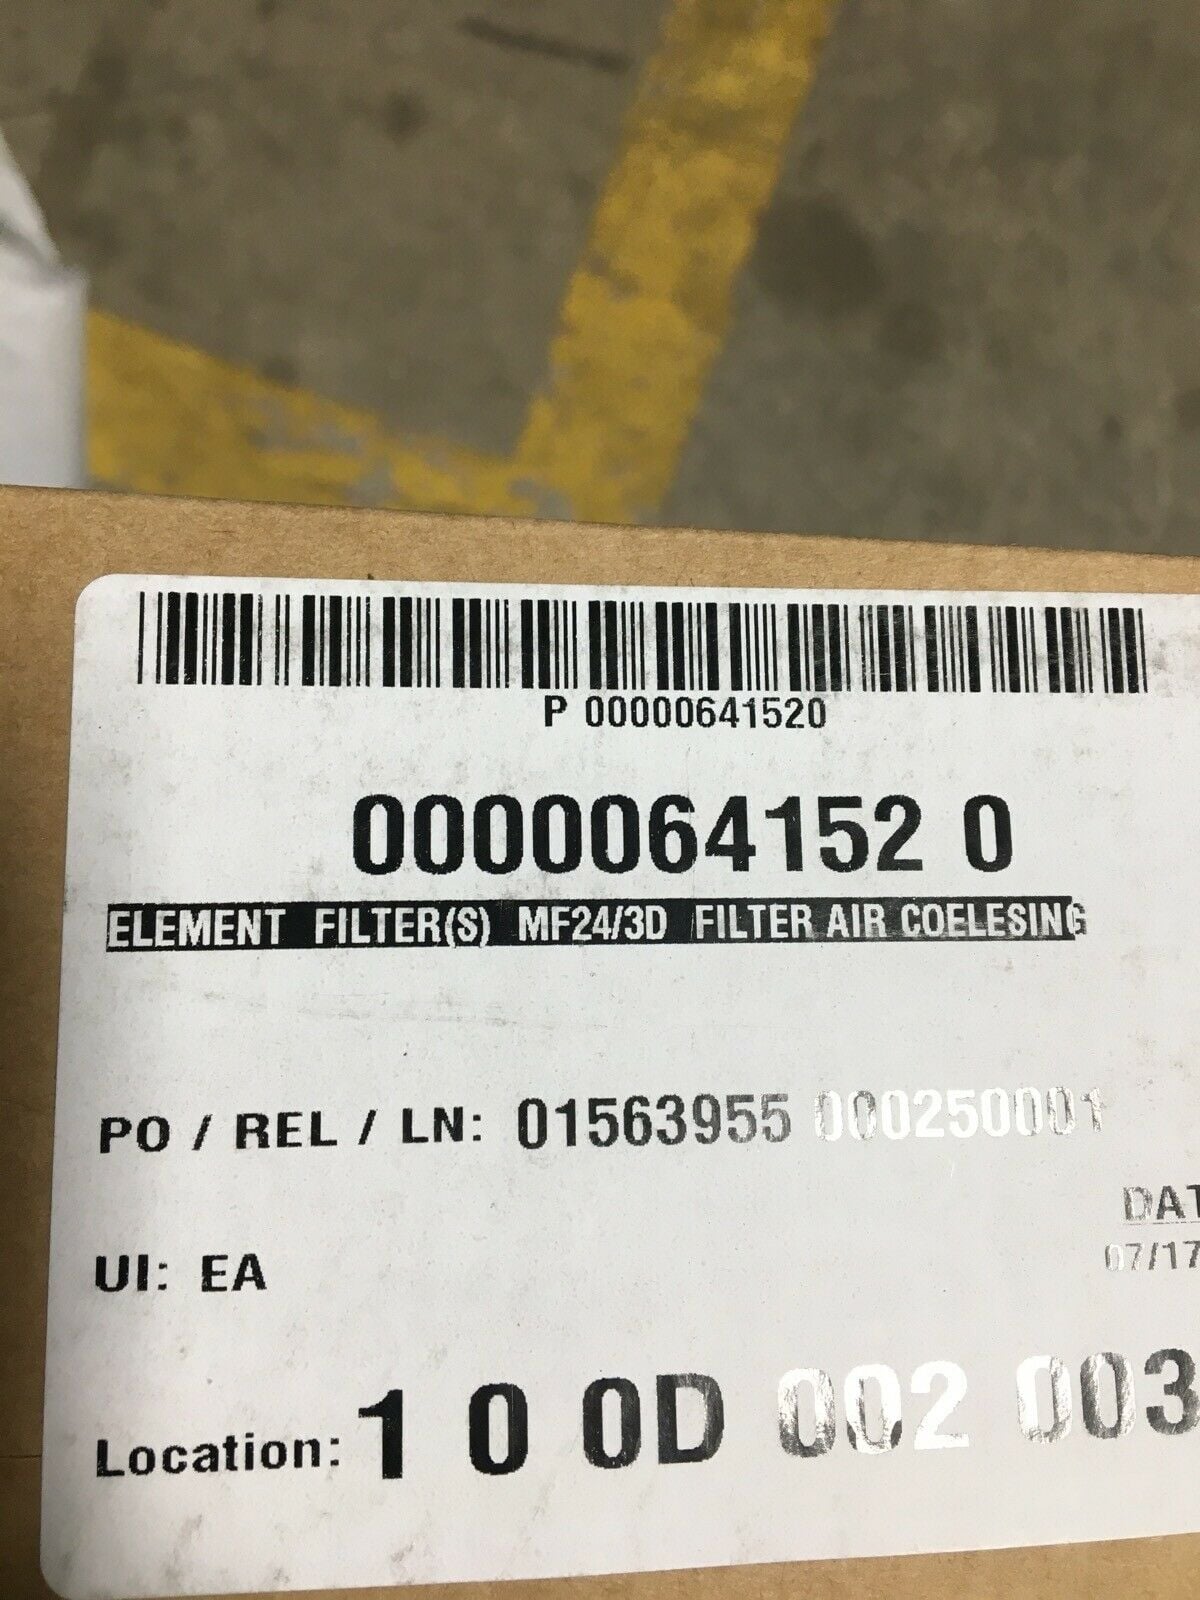 P 00000641520
0000064152 0
ELEMENT FILTER(S) MF24/3D FILTER AIR COELESING
PO / REL / LN: 01563955 000250001
DAT
UI: EA
07/17
Location: 1 0 0D 002 003